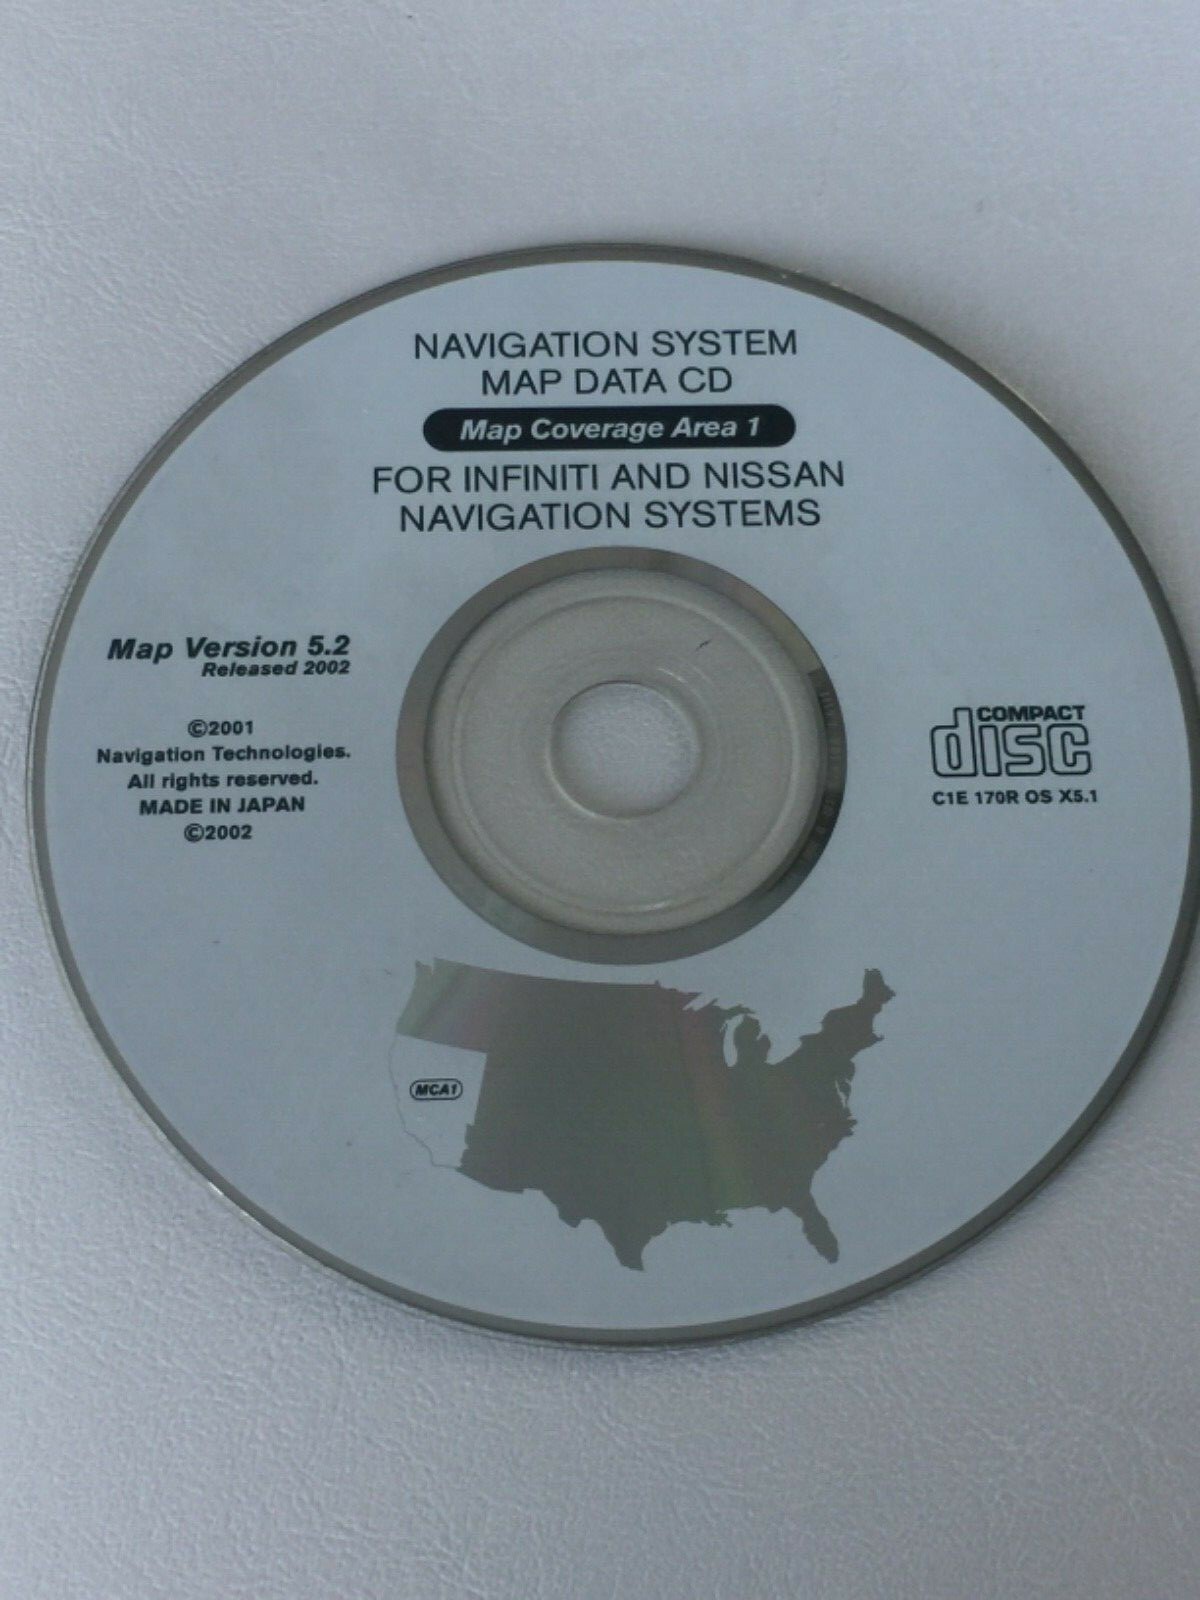 NAVIGATION SYSTEM
MAP DATA CD
Map Coverage Area 1
FOR INFINITI AND NISSAN
NAVIGATION SYSTEMS
Map Version 5.2
Released 2002
©2001
Navigation Technologies.
All rights reserved.
MADE IN JAPAN
©2002
COMPACT
disc
C1E 170R OS X5.1
MCA1